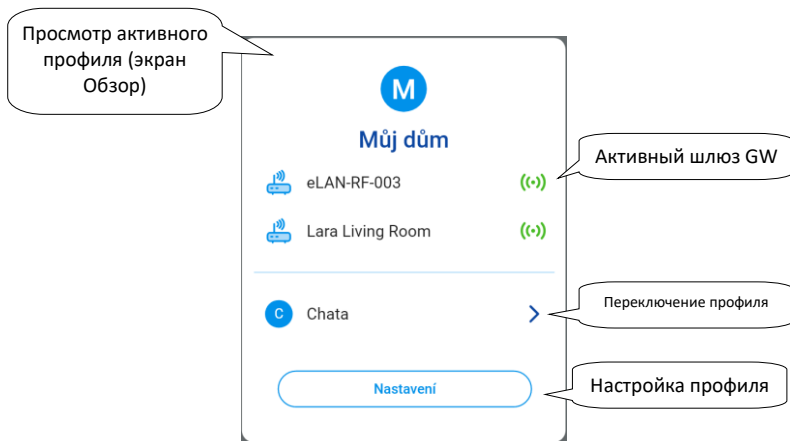 Просмотр активного
профиля (экран
Обзор)
M
Můj dům
eLAN-RF-003
Активный шлюз GW
Lara Living Room
C
Chata
Переключение профиля
Nastavení
Настройка профиля